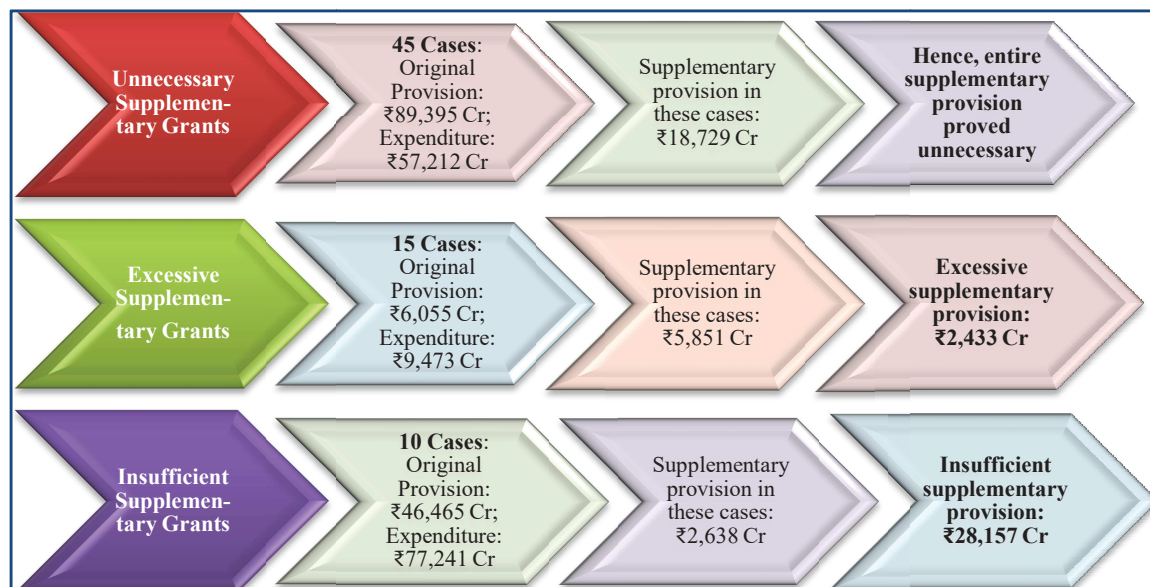 Unnecessary
Supplemen-
tary Grants
45 Cases:
Original
Provision:
₹89,395 Cr;
Expenditure:
₹57,212 Cr
Supplementary
provision in
these cases:
₹18,729 Cr
Hence, entire
supplementary
provision
proved
unnecessary
Excessive
Supplemen-
tary Grants
15 Cases:
Original
Provision:
₹6,055 Cr;
Expenditure:
₹9,473 Cr
Supplementary
provision in
these cases:
₹5,851 Cr
Excessive
supplementary
provision:
₹2,433 Cr
Insufficient
Supplemen-
tary Grants
10 Cases:
Original
Provision:
₹46,465 Cr;
Expenditure:
₹77,241 Cr
Supplementary
provision in
these cases:
₹2,638 Cr
Insufficient
supplementary
provision:
₹28,157 Cr